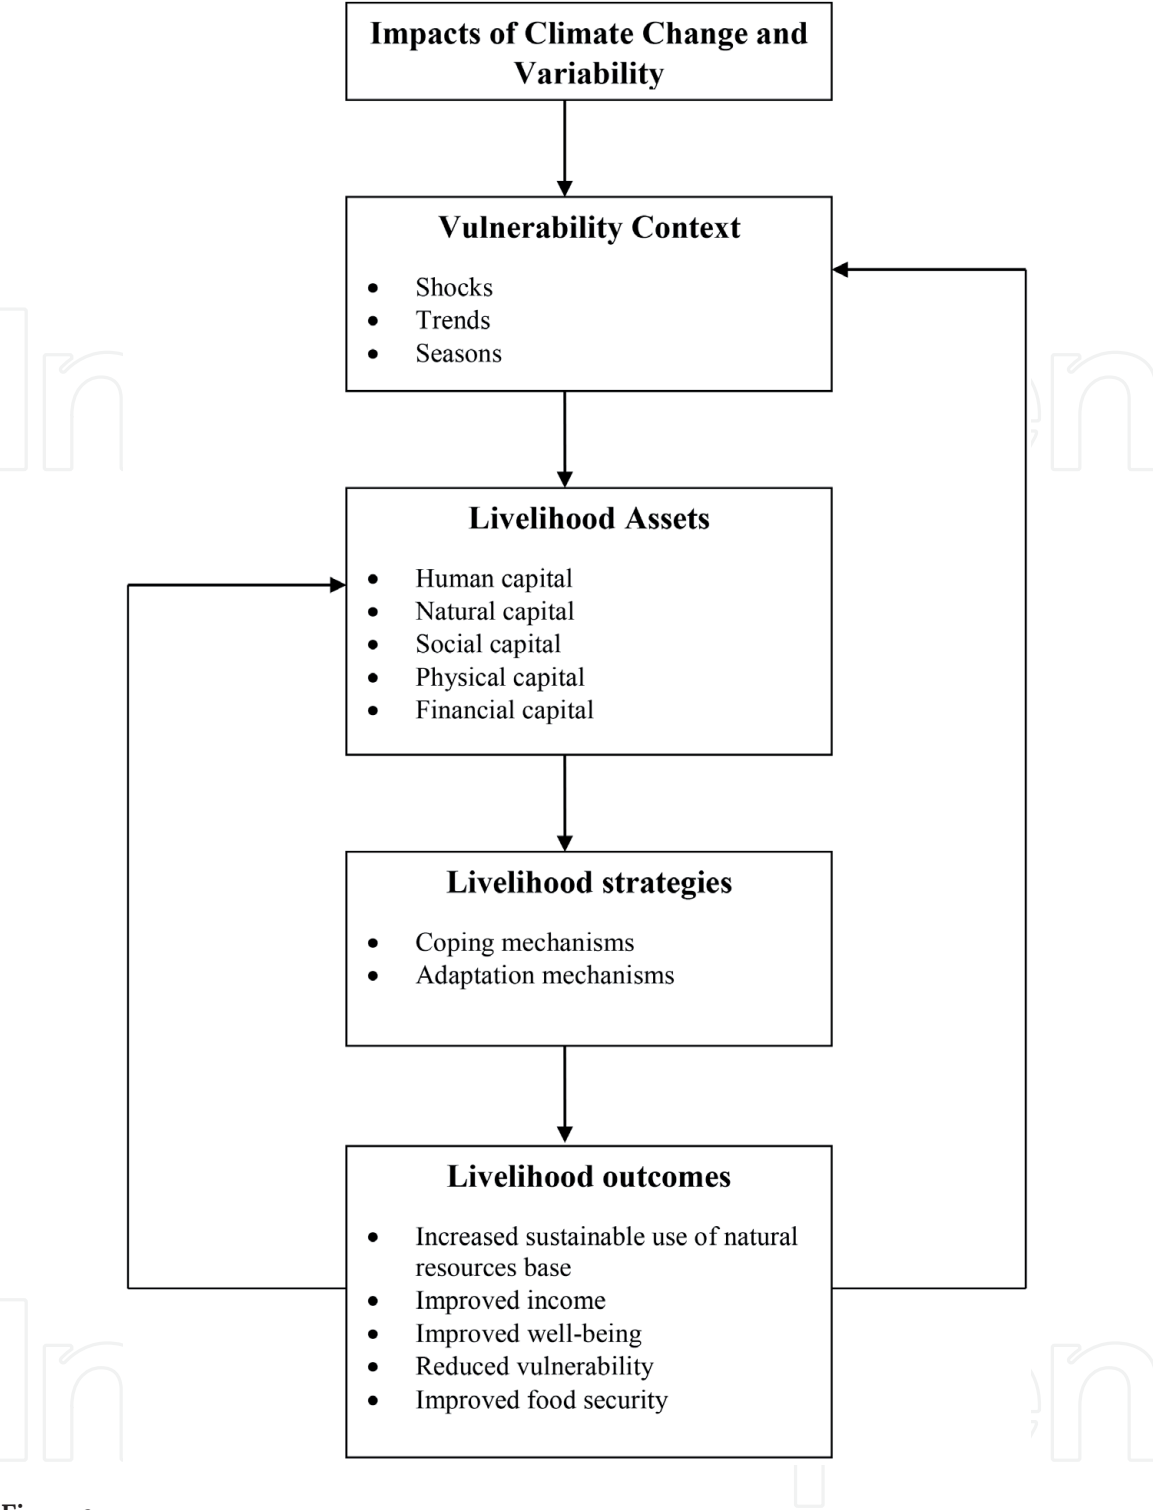 Impacts of Climate Change and
Variability
Vulnerability Context
• Shocks
• Trends
• Seasons
Livelihood Assets
• Human capital
• Natural capital
• Social capital
• Physical capital
• Financial capital
Livelihood strategies
• Coping mechanisms
• Adaptation mechanisms
Livelihood outcomes
• Increased sustainable use of natural
resources base
• Improved income
• Improved well-being
• Reduced vulnerability
• Improved food security